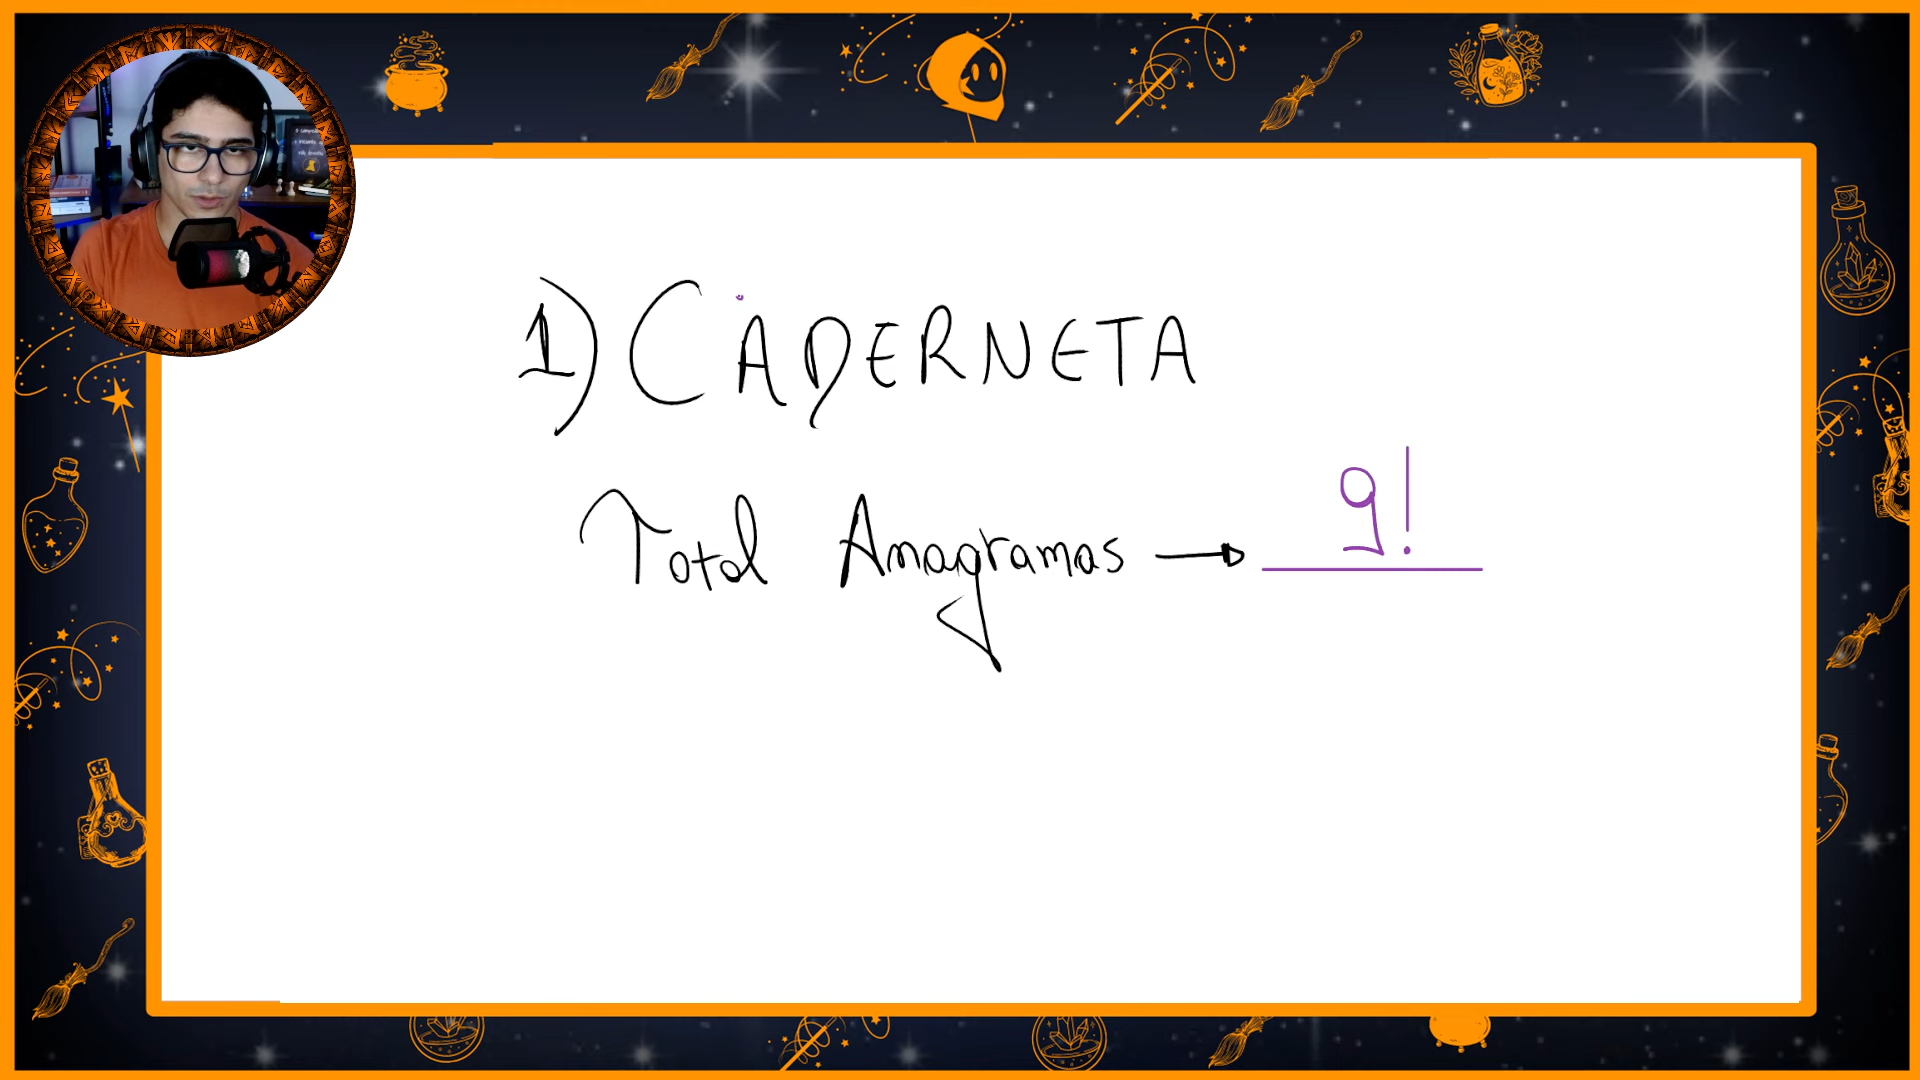 1) CADERNETA
Total Anagramas → 9!